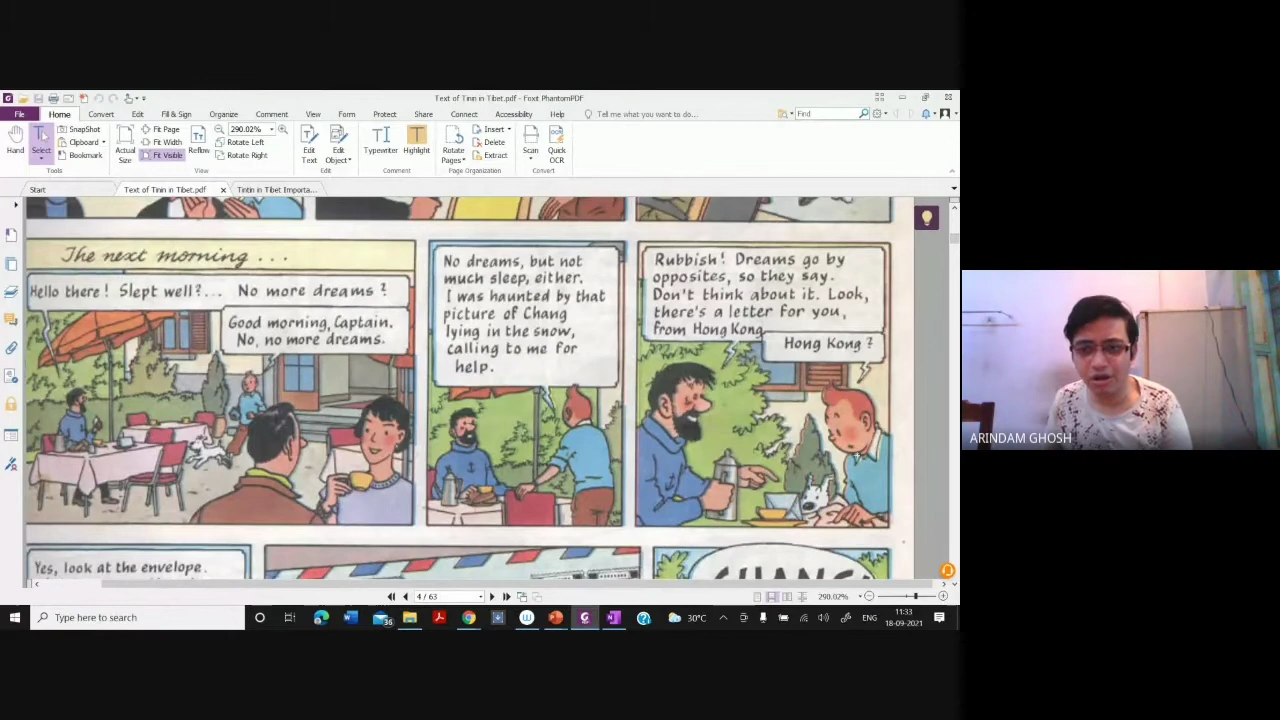 Text of Tinin in Tibet.pdf - Foxit PhantomPDF
File Home Convert Edit Fill & Sign Organize Comment View Form Protect Share Connect Accessibility Help Tell me what you want to do... Find
Hand
Select
SnapShot
Clipboard
Bookmark
Tools
Actual Size
Fit Page
Fit Width
Fit Visible
Reflow
290.02%
Rotate Left
Rotate Right
View
Edit Text
Edit Object
Edit
Typewriter
Highlight
Comment
Rotate Pages
Insert
Delete
Extract
Page Organization
Scan
Quick OCR
Convert
Start
Text of Tinin in Tibet.pdf
Tintin in Tibet Importa...
The next morning ...
Hello there! Slept well?... No more dreams?
Good morning, Captain.
No, no more dreams.
No dreams, but not
much sleep, either.
I was haunted by that
picture of Chang
lying in the snow,
calling to me for
help.
Rubbish! Dreams go by
opposites, so they say.
Don't think about it. Look,
there's a letter for you,
from Hong Kong.
Hong Kong?
Yes, look at the envelope.
CHANG
4 / 63
290.02%
Type here to search
36
30°C
ENG
11:33
18-09-2021
ARINDAM GHOSH